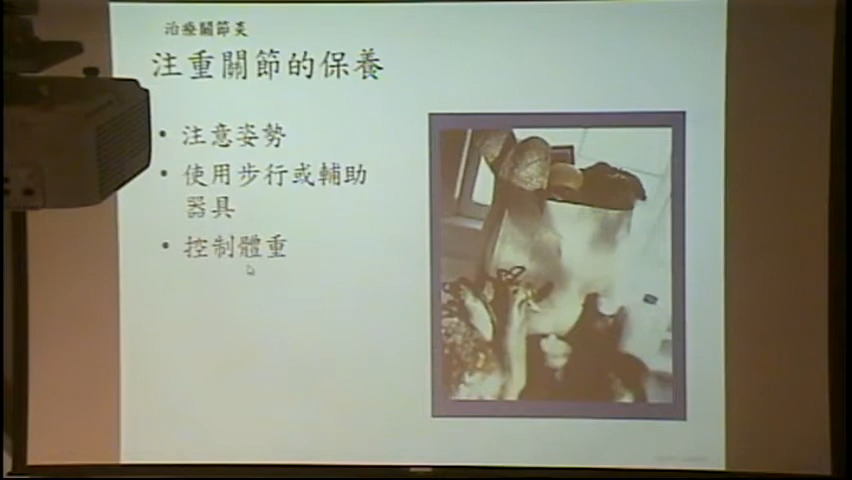 治療關節炎
注重關節的保養
• 注意姿勢
• 使用步行或輔助
器具
• 控制體重